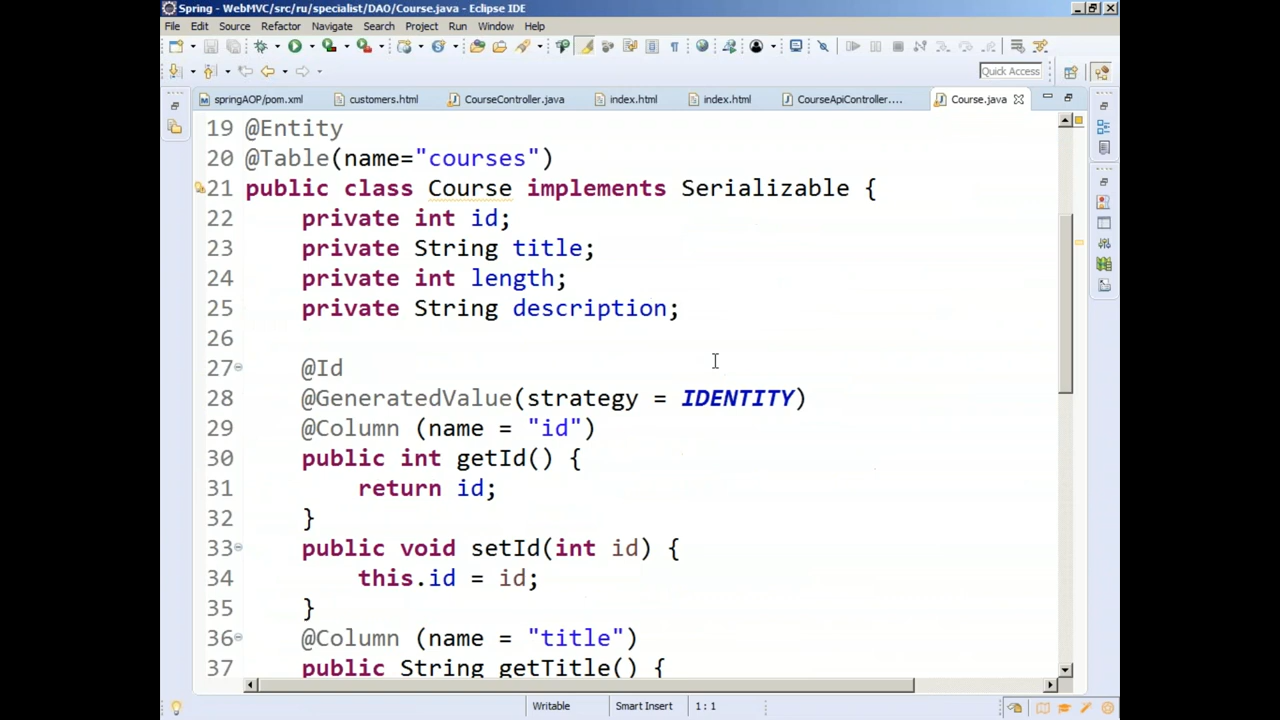 Spring - WebMVC/src/ru/specialist/DAO/Course.java - Eclipse IDE
File Edit Source Refactor Navigate Search Project Run Window Help
Quick Access
springAOP/pom.xml customers.html CourseController.java index.html index.html CourseApiController.... Course.java
19 @Entity
20 @Table(name="courses")
21 public class Course implements Serializable {
22 private int id;
23 private String title;
24 private int length;
25 private String description;
26
27 @Id
28 @GeneratedValue(strategy = IDENTITY)
29 @Column (name = "id")
30 public int getId() {
31 return id;
32 }
33 public void setId(int id) {
34 this.id = id;
35 }
36 @Column (name = "title")
37 public String getTitle() {
Writable Smart Insert 1 : 1